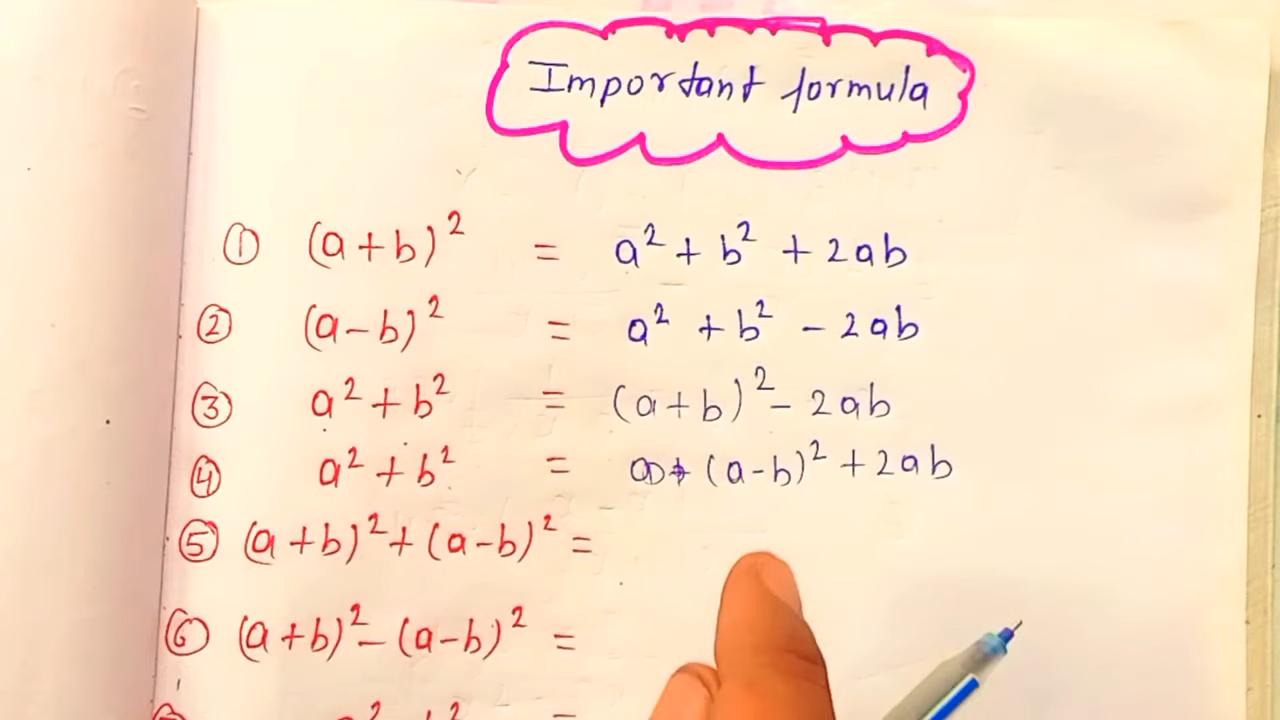 Important formula
① (a+b)² = a² + b² + 2ab
② (a-b)² = a² + b² - 2ab
③ a² + b² = (a+b)² - 2ab
④ a² + b² = (a-b)² + 2ab
⑤ (a+b)² + (a-b)² =
⑥ (a+b)² - (a-b)² =